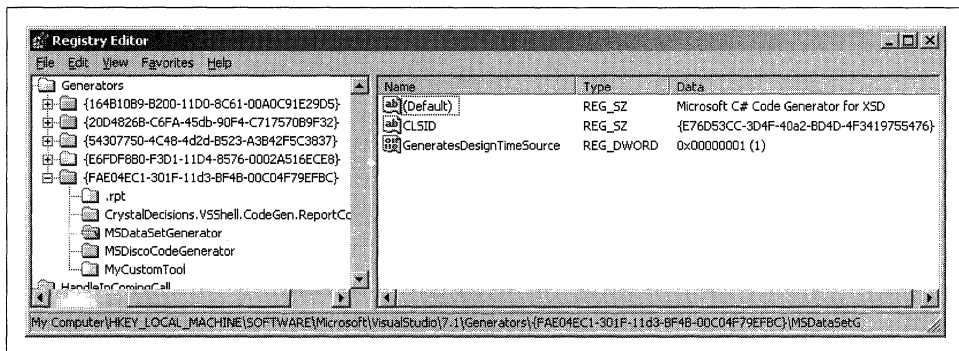 Registry Editor
File Edit View Favorites Help
Generators
{164B10B9-B200-11D0-8C61-00A0C91E29D5}
{20D4826B-C6FA-45db-90F4-C717570B9F32}
{54307750-4C48-4d2d-B523-A3B42F5C3837}
{E6FDF8B0-F3D1-11D4-8576-0002A516ECE8}
{FAE04EC1-301F-11d3-BF4B-00C04F79EFBC}
.rpt
CrystalDecisions.VSShell.CodeGen.ReportCo
MSDataSetGenerator
MSDiscoCodeGenerator
MyCustomTool
HandleInComingCall
Name Type Data
(Default) REG_SZ Microsoft C# Code Generator for XSD
CLSID REG_SZ {E76D53CC-3D4F-40a2-BD4D-4F3419755476}
GeneratesDesignTimeSource REG_DWORD 0x00000001 (1)
My Computer\HKEY_LOCAL_MACHINE\SOFTWARE\Microsoft\VisualStudio\7.1\Generators\{FAE04EC1-301F-11d3-BF4B-00C04F79EFBC}\MSDataSetG